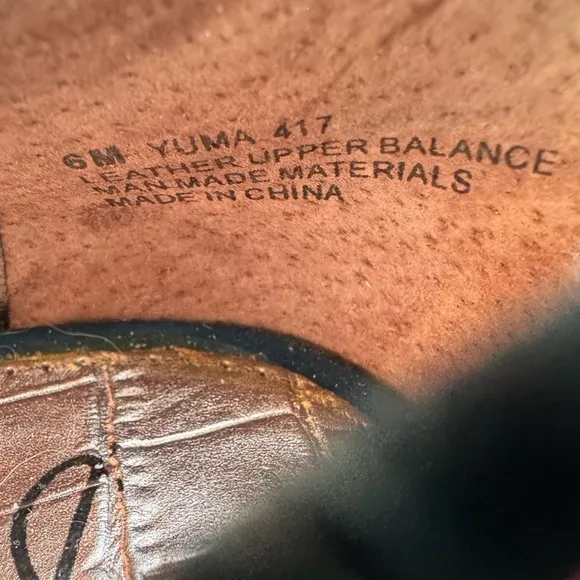 6M YUMA 417
LEATHER UPPER BALANCE
MAN MADE MATERIALS
MADE IN CHINA